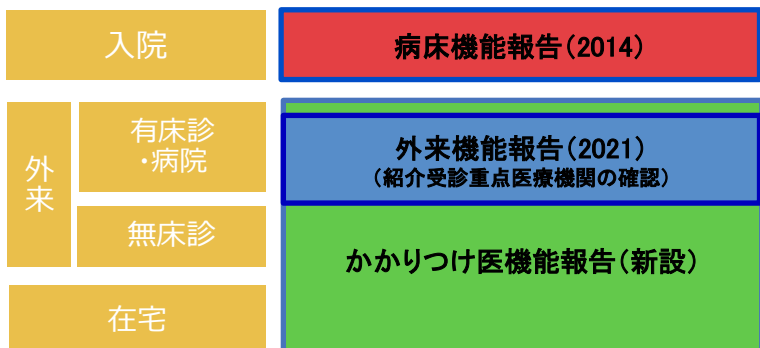 入院
病床機能報告（2014）
外来
有床診
・病院
外来機能報告（2021）
（紹介受診重点医療機関の確認）
無床診
かかりつけ医機能報告（新設）
在宅